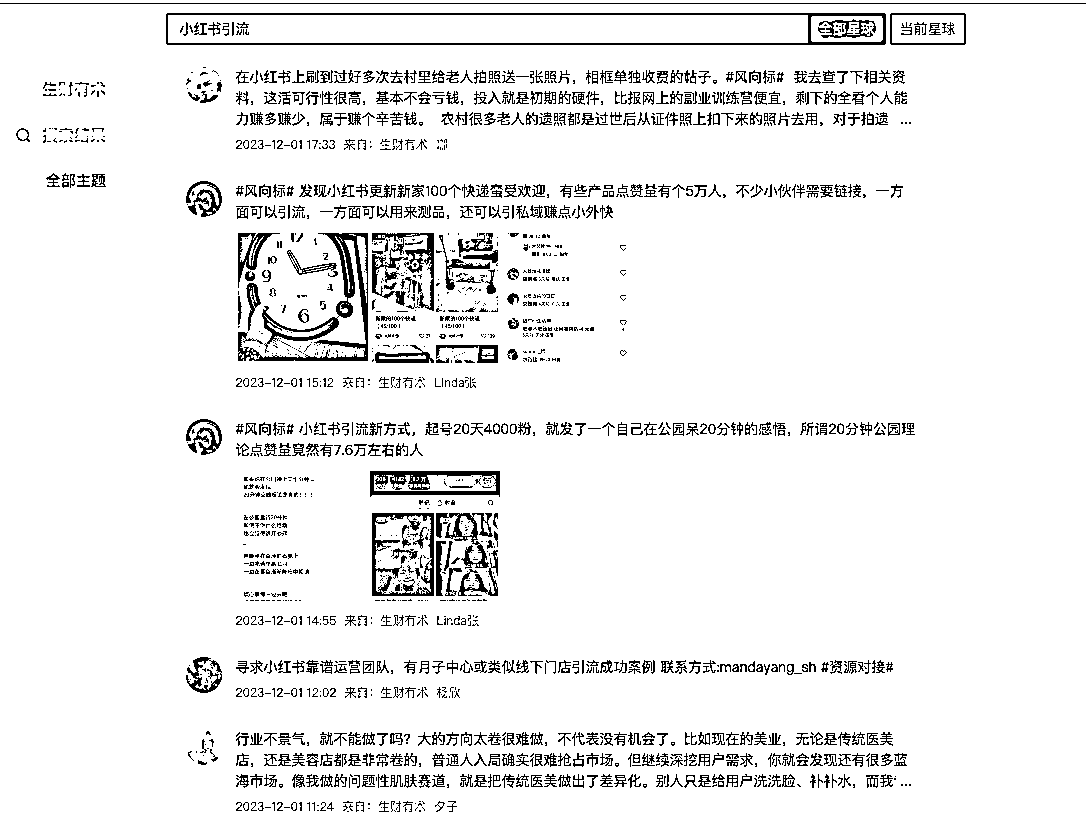 小红书引流
全部星球
当前星球
生财有术
搜索结果
全部主题
在小红书上刷到过好多次去村里给老人拍照送一张照片，相框单独收费的帖子。#风向标# 我去查了下相关资
料，这活可行性很高，基本不会亏钱，投入就是初期的硬件，比报网上的副业训练营便宜，剩下的全看个人能
力赚多赚少，属于赚个辛苦钱。 农村很多老人的遗照都是过世后从证件照上扣下来的照片去用，对于拍遗 ...
2023-12-01 17:33 来自：生财有术
#风向标# 发现小红书更新新家100个快递蛮受欢迎，有些产品点赞量有个5万人，不少小伙伴需要链接，一方
面可以引流，一方面可以用来测品，还可以引私域赚点小外快
新家的100个快递
新家的100个快递
2023-12-01 15:12 来自：生财有术 Linda张
#风向标# 小红书引流新方式，起号20天4000粉，就发了一个自己在公园呆20分钟的感悟，所谓20分钟公园理
论点赞量竟然有7.6万左右的人
2023-12-01 14:55 来自：生财有术 Linda张
寻求小红书靠谱运营团队，有月子中心或类似线下门店引流成功案例 联系方式:mandayang_sh #资源对接#
2023-12-01 12:02 来自：生财有术 杨欣
行业不景气，就不能做了吗？大的方向太卷很难做，不代表没有机会了。比如现在的美业，无论是传统医美
店，还是美容店都是非常卷的，普通人入局确实很难抢占市场。但继续深挖用户需求，你就会发现还有很多蓝
海市场。像我做的问题性肌肤赛道，就是把传统医美做出了差异化。别人只是给用户洗洗脸、补补水，而我 ...
2023-12-01 11:24 来自：生财有术 夕子